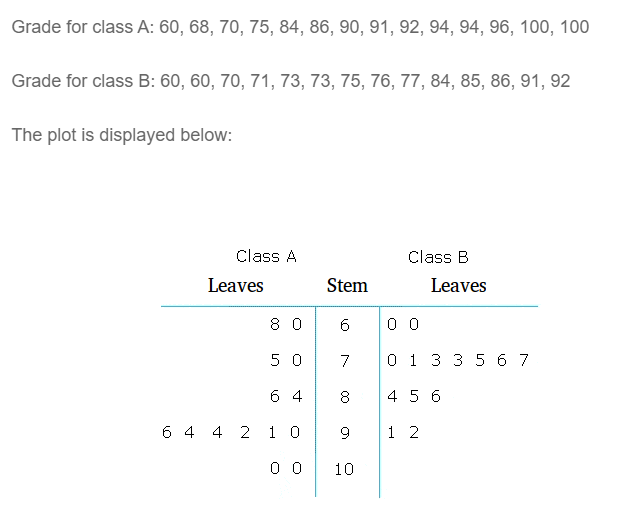 Grade for class A: 60, 68, 70, 75, 84, 86, 90, 91, 92, 94, 94, 96, 100, 100
Grade for class B: 60, 60, 70, 71, 73, 73, 75, 76, 77, 84, 85, 86, 91, 92
The plot is displayed below:
Class A Class B
Leaves Stem Leaves
8 0 6 0 0
5 0 7 0 1 3 3 5 6 7
6 4 8 4 5 6
6 4 4 2 1 0 9 1 2
0 0 10